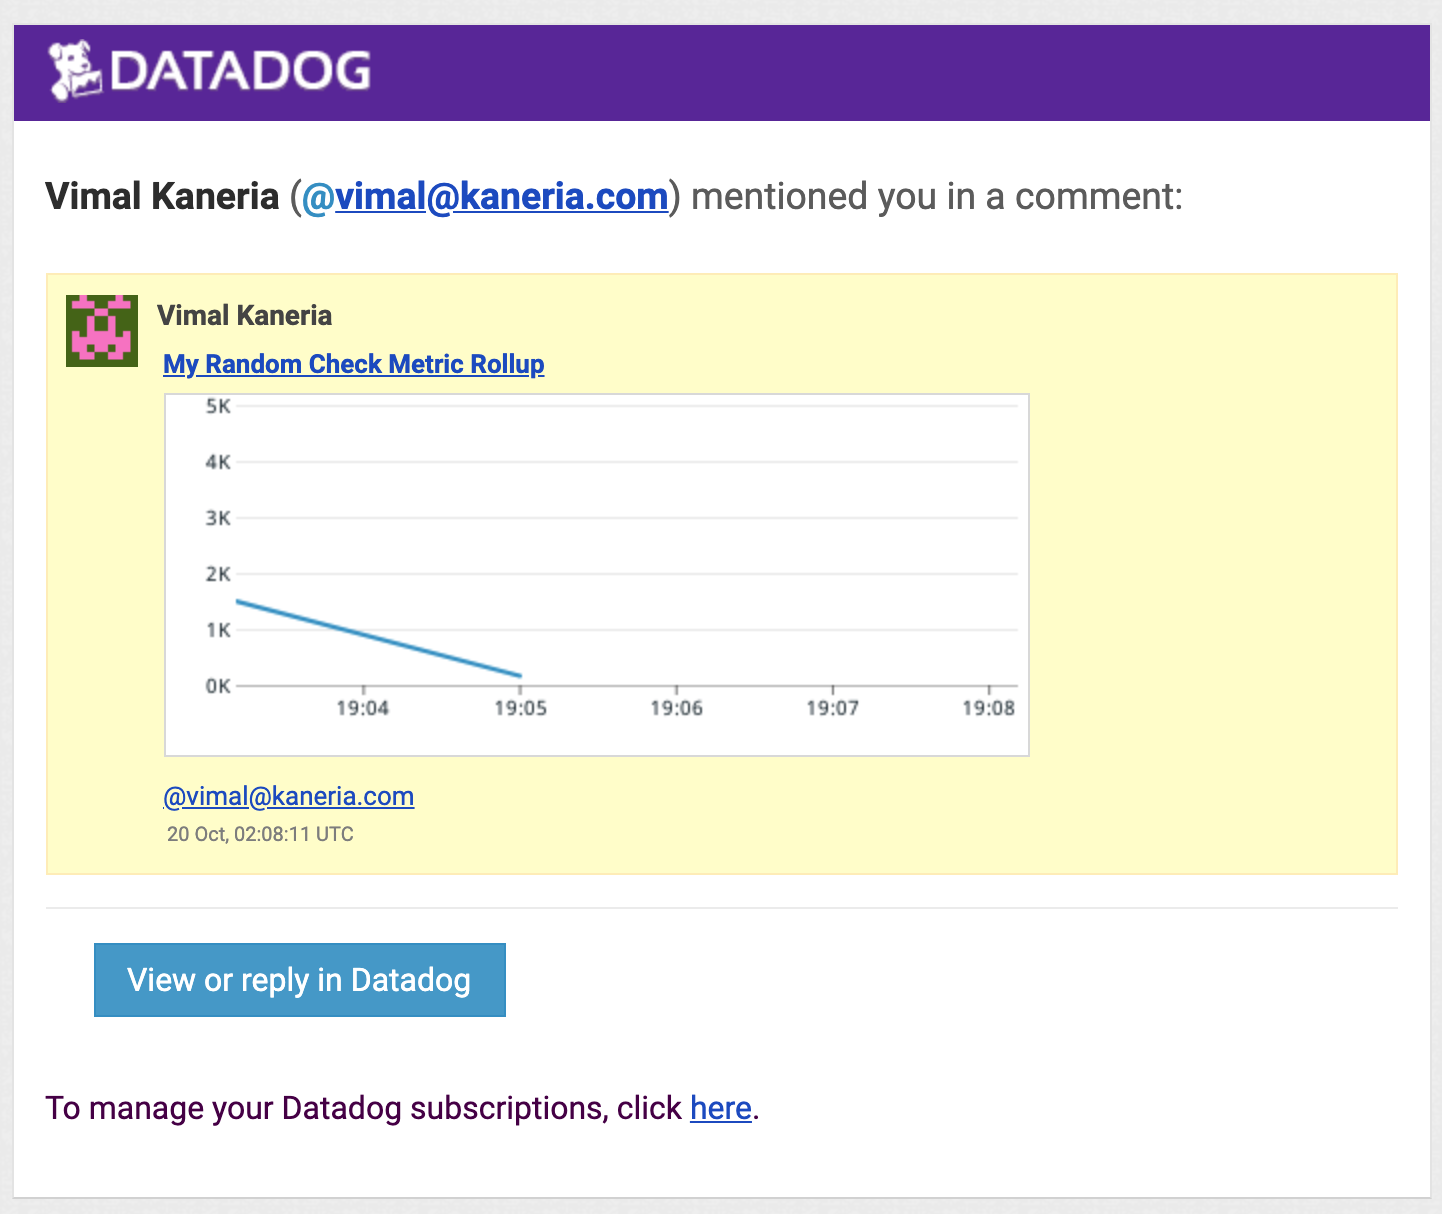 DATADOG
Vimal Kaneria (@vimal@kaneria.com) mentioned you in a comment:
Vimal Kaneria
My Random Check Metric Rollup
5K
4K
3K
2K
1K
0K
19:04 19:05 19:06 19:07 19:08
@vimal@kaneria.com
20 Oct, 02:08:11 UTC
View or reply in Datadog
To manage your Datadog subscriptions, click here.